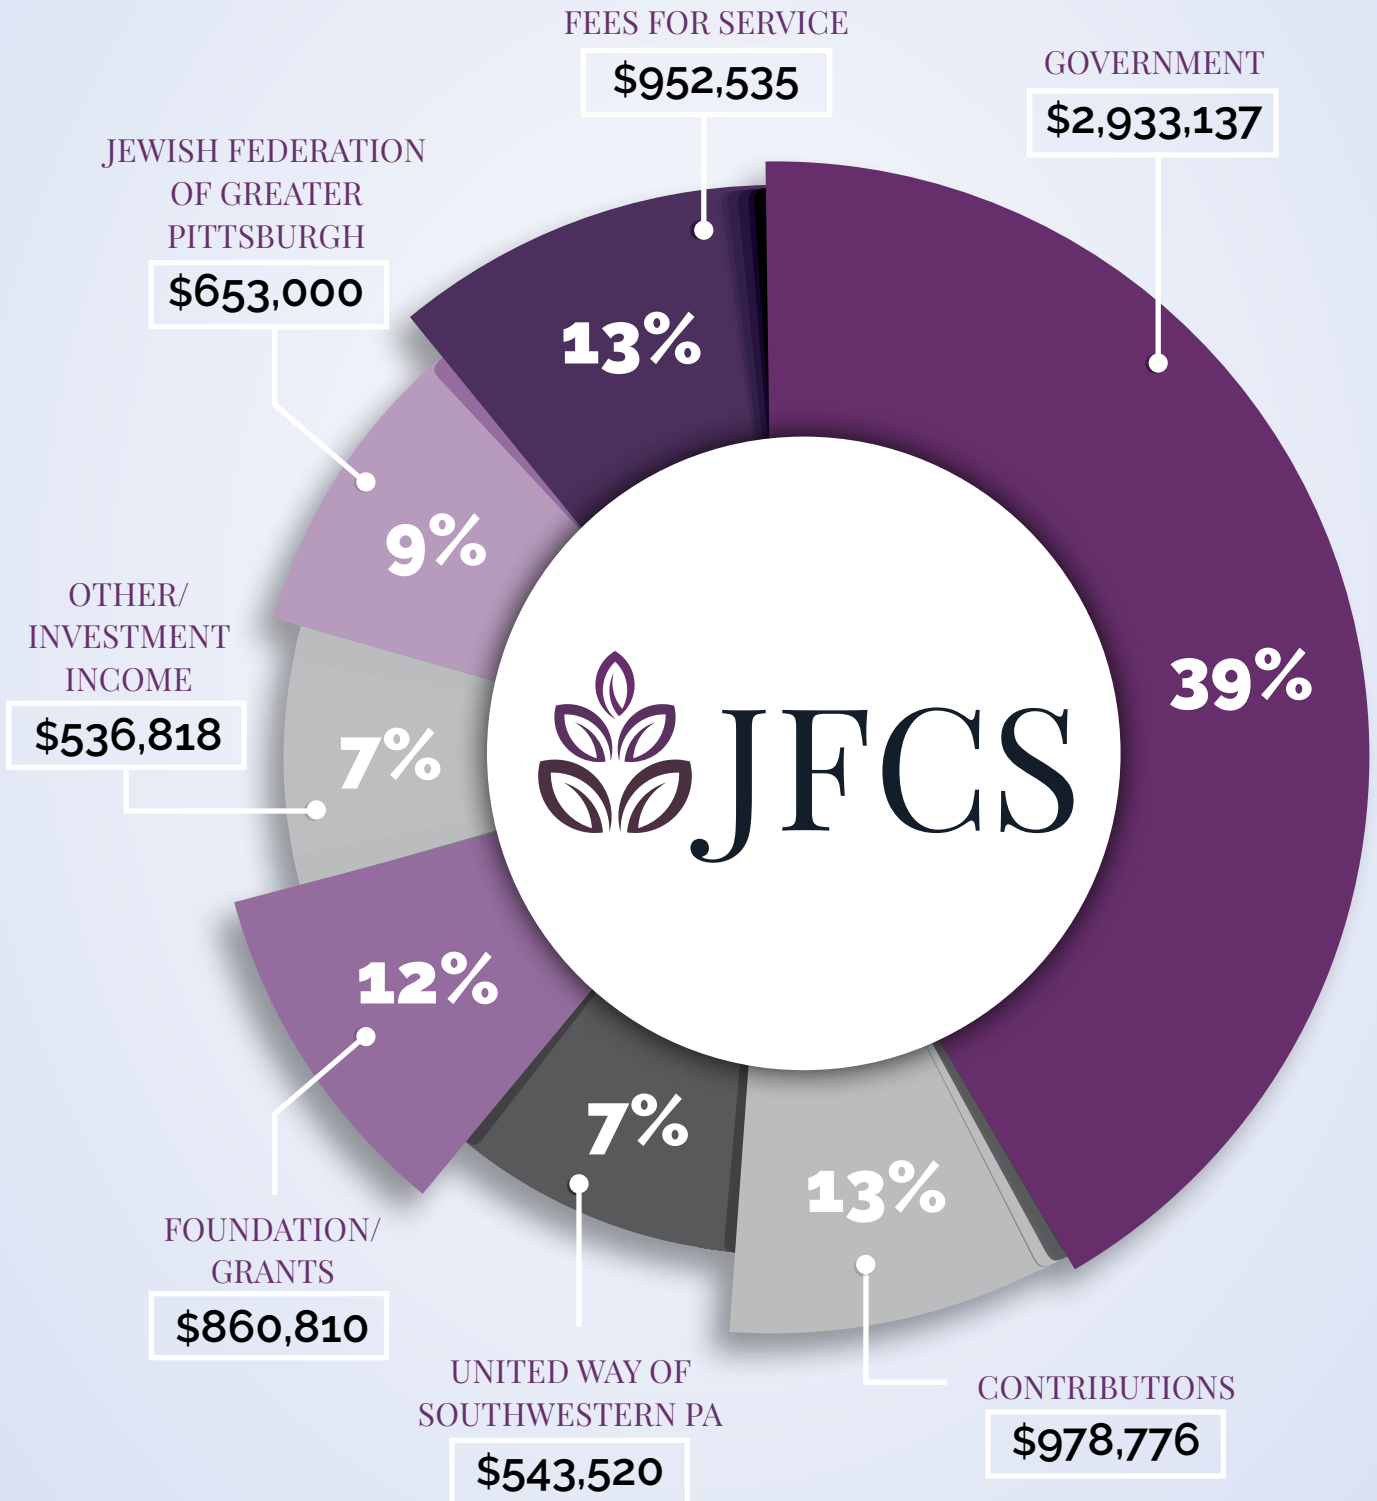 FEES FOR SERVICE
$952,535
GOVERNMENT
$2,933,137
JEWISH FEDERATION
OF GREATER
PITTSBURGH
$653,000
13%
9%
OTHER/
INVESTMENT
INCOME
$536,818
7%
39%
JFCS
12%
7%
13%
FOUNDATION/
GRANTS
$860,810
UNITED WAY OF
SOUTHWESTERN PA
$543,520
CONTRIBUTIONS
$978,776